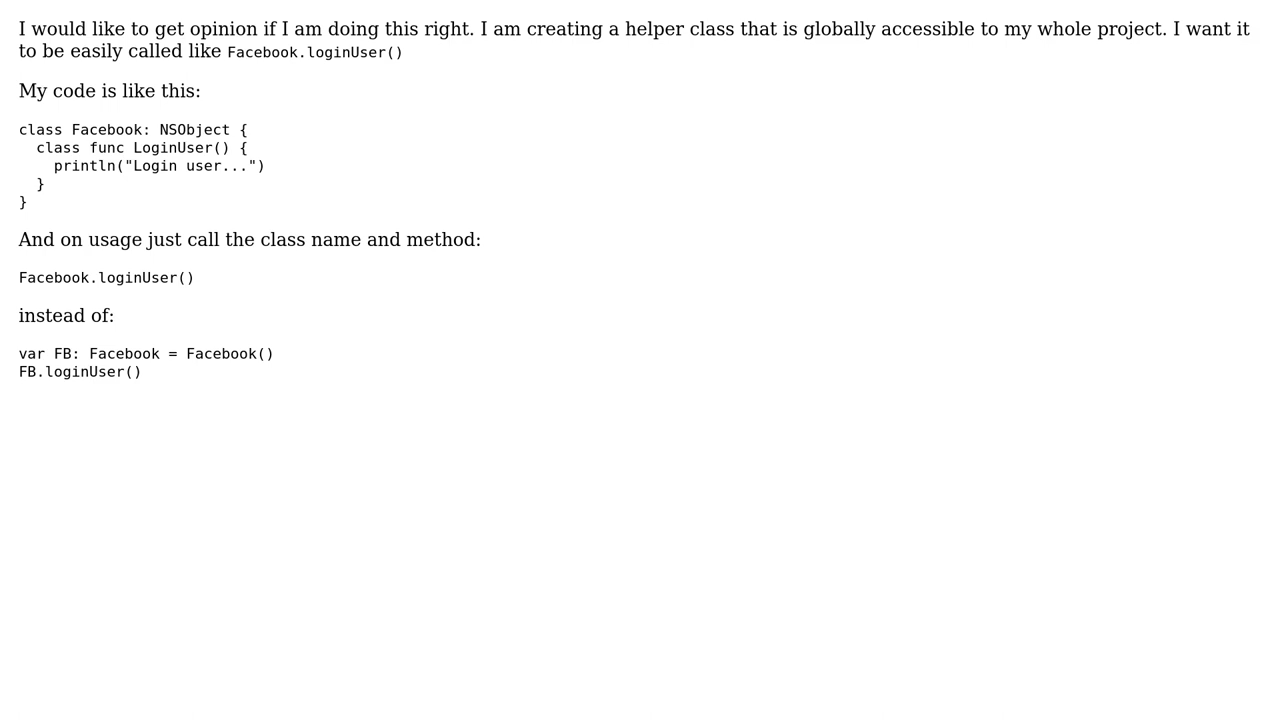 I would like to get opinion if I am doing this right. I am creating a helper class that is globally accessible to my whole project. I want it
to be easily called like Facebook.loginUser()
My code is like this:
class Facebook: NSObject {
  class func LoginUser() {
    println("Login user...")
  }
}
And on usage just call the class name and method:
Facebook.loginUser()
instead of:
var FB: Facebook = Facebook()
FB.loginUser()